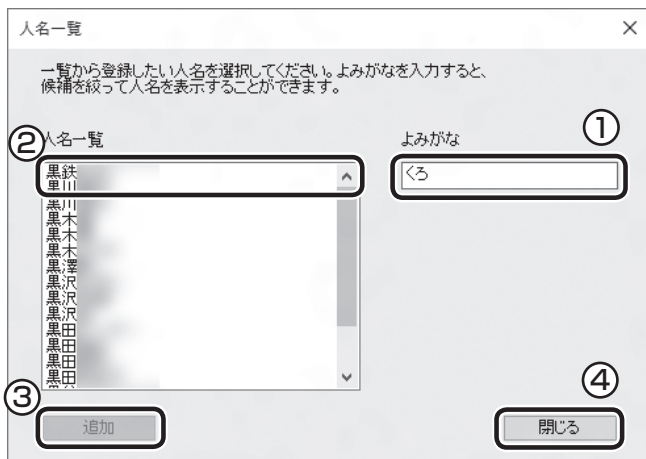 人名一覧
一覧から登録したい人名を選択してください。よみがなを入力すると、
候補を絞って人名を表示することができます。
②
人名一覧
よみがな
①
黒鉄
黒川
黒川
黒木
黒木
黒木
黒澤
黒沢
黒沢
黒沢
黒田
黒田
黒田
黒田
くろ
③
追加
④
閉じる